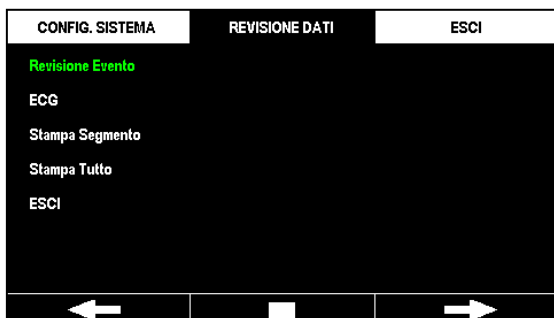 CONFIG. SISTEMA REVISIONE DATI ESCI
Revisione Evento
ECG
Stampa Segmento
Stampa Tutto
ESCI